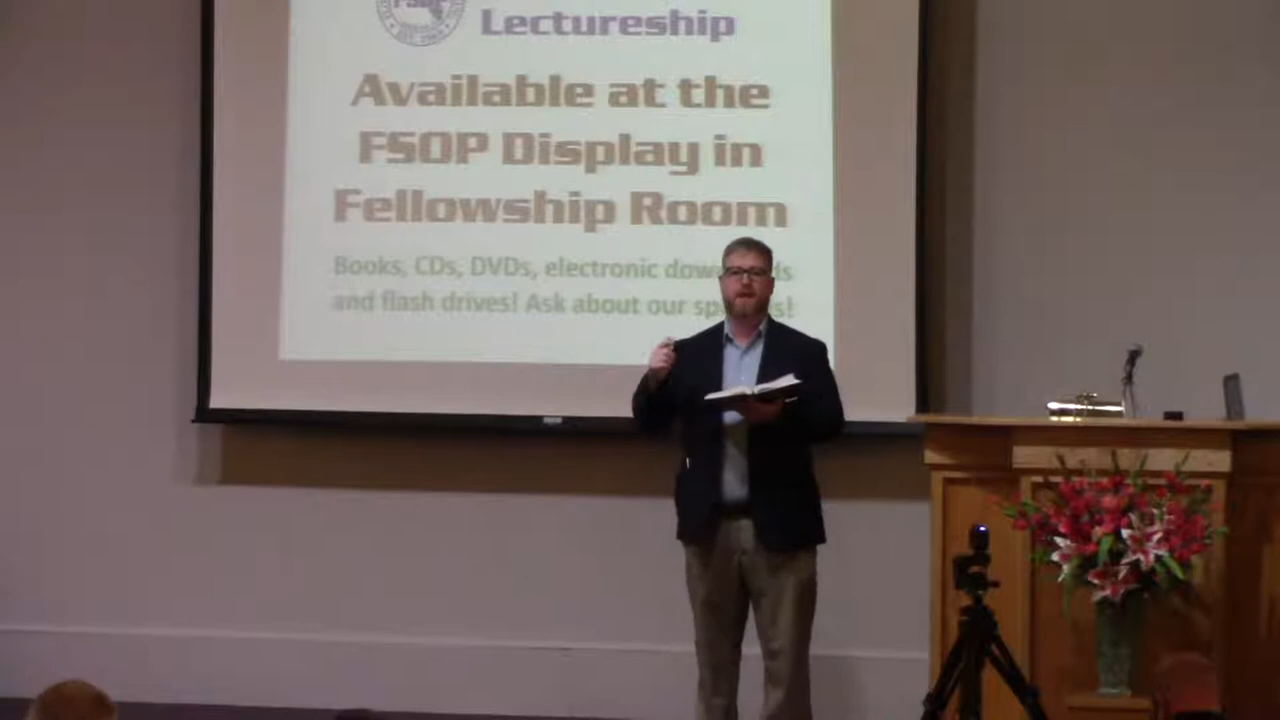 Lectureship
Available at the
FSOP Display in
Fellowship Room
Books, CDs, DVDs, electronic
and flash drives! Ask about our